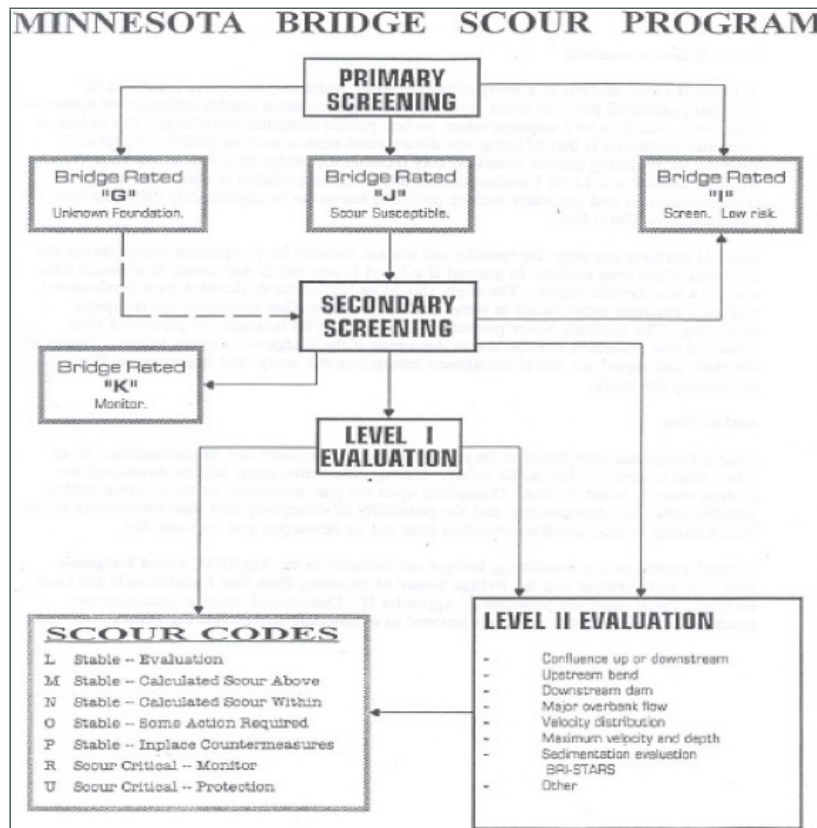 MINNESOTA BRIDGE SCOUR PROGRAM
PRIMARY
SCREENING
Bridge Rated
"G"
Unknown Foundation.
Bridge Rated
"J"
Scour Susceptible.
Bridge Rated
"I"
Screen. Low risk.
SECONDARY
SCREENING
Bridge Rated
"K"
Monitor.
LEVEL I
EVALUATION
SCOUR CODES
L Stable -- Evaluation
M Stable -- Calculated Scour Above
N Stable -- Calculated Scour Within
O Stable -- Some Action Required
P Stable -- Inplace Countermeasures
R Scour Critical -- Monitor
U Scour Critical -- Protection
LEVEL II EVALUATION
- Confluence up or downstream
- Upstream bend
- Downstream dam
- Major overbank flow
- Velocity distribution
- Maximum velocity and depth
- Sedimentation evaluation
BRI-STARS
- Other